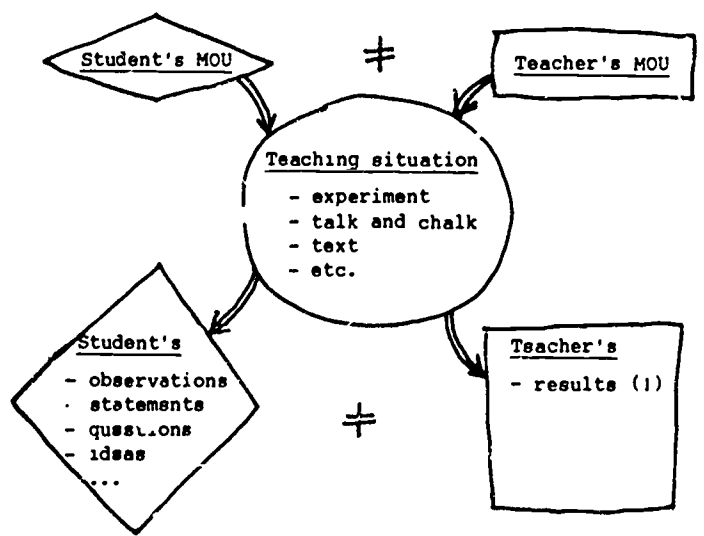 Student's MOU
≠
Teacher's MOU
Teaching situation
- experiment
- talk and chalk
- text
- etc.
Student's
- observations
- statements
- questions
- ideas
...
≠
Teacher's
- results (!)